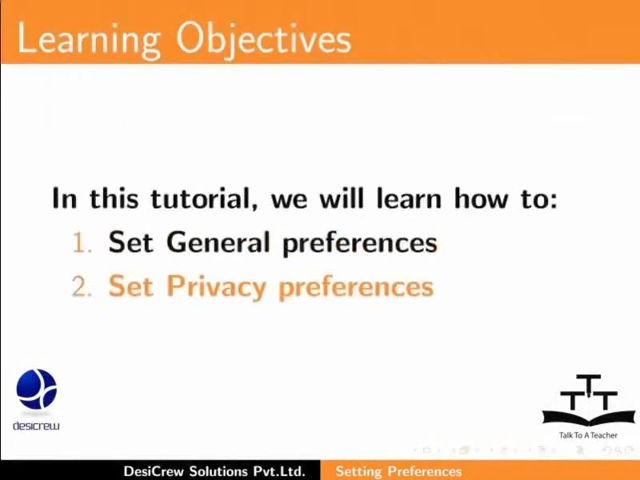 Learning Objectives
In this tutorial, we will learn how to:
1. Set General preferences
2. Set Privacy preferences
desicrew
TTT
Talk To A Teacher
DesiCrew Solutions Pvt.Ltd. Setting Preferences